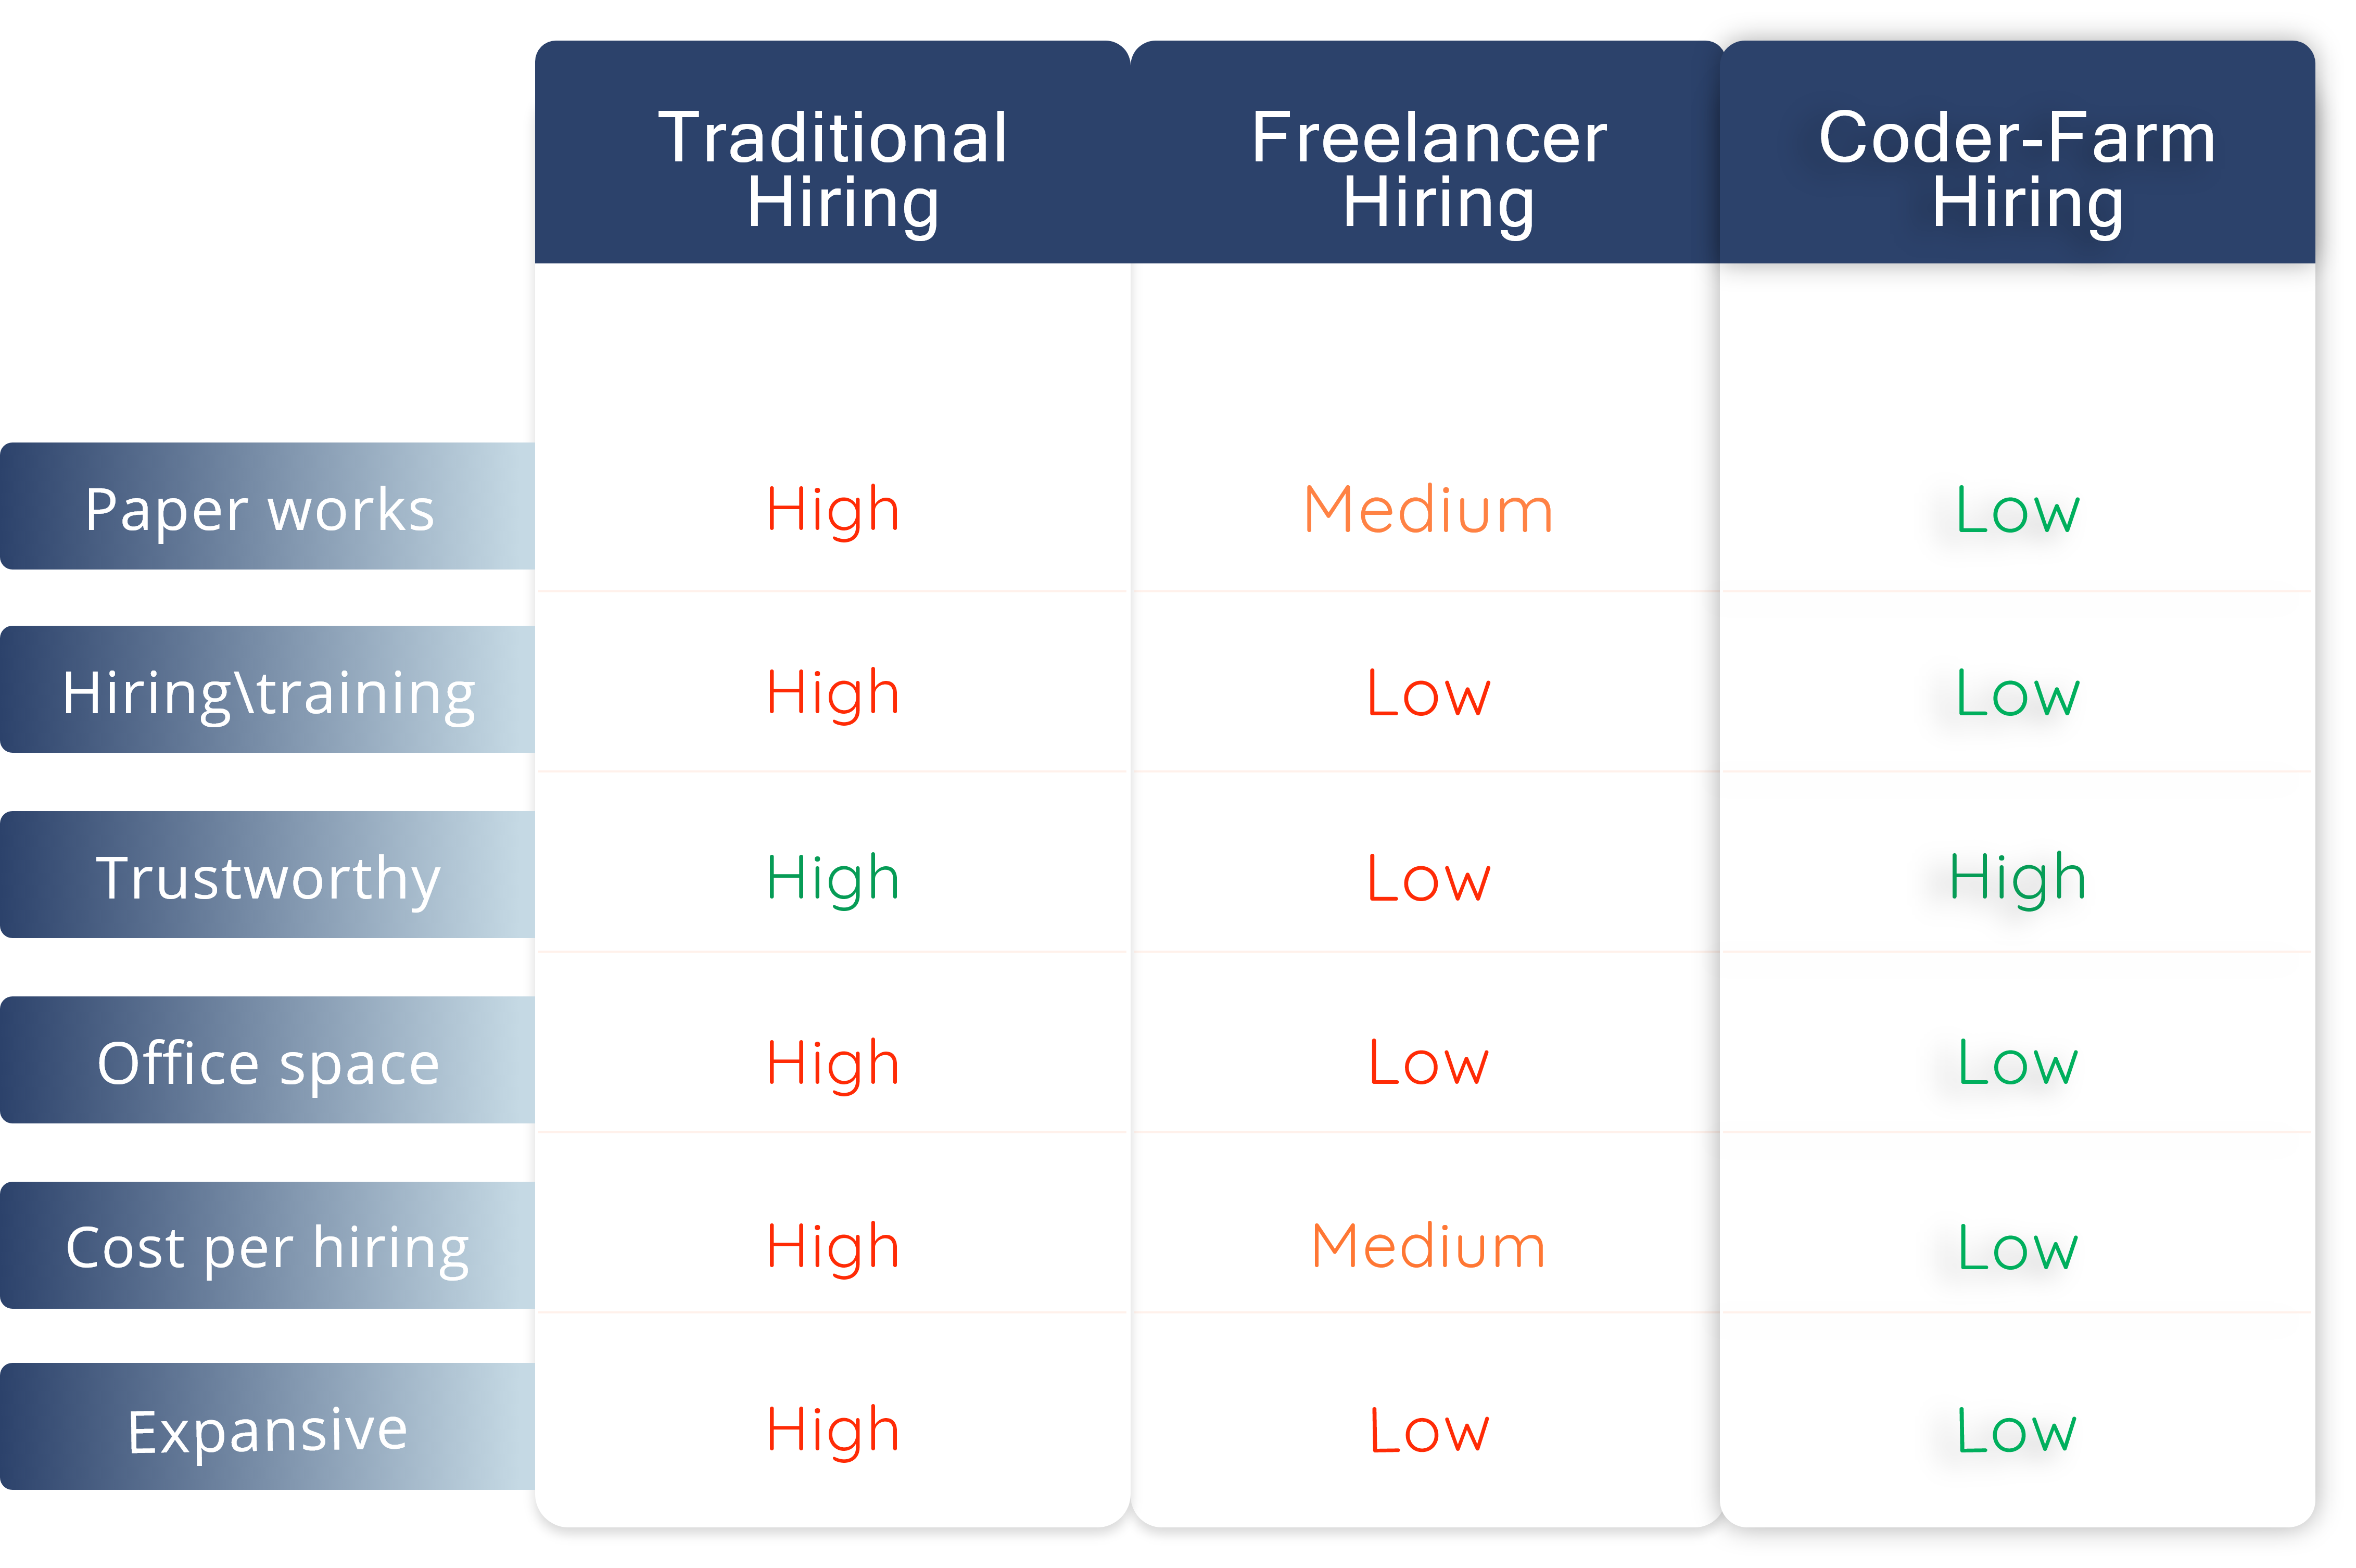 Traditional
Hiring
Freelancer
Hiring
Coder-Farm
Hiring
Paper works
High
Medium
Low
Hiring\training
High
Low
Low
Trustworthy
High
Low
High
Office space
High
Low
Low
Cost per hiring
High
Medium
Low
Expansive
High
Low
Low